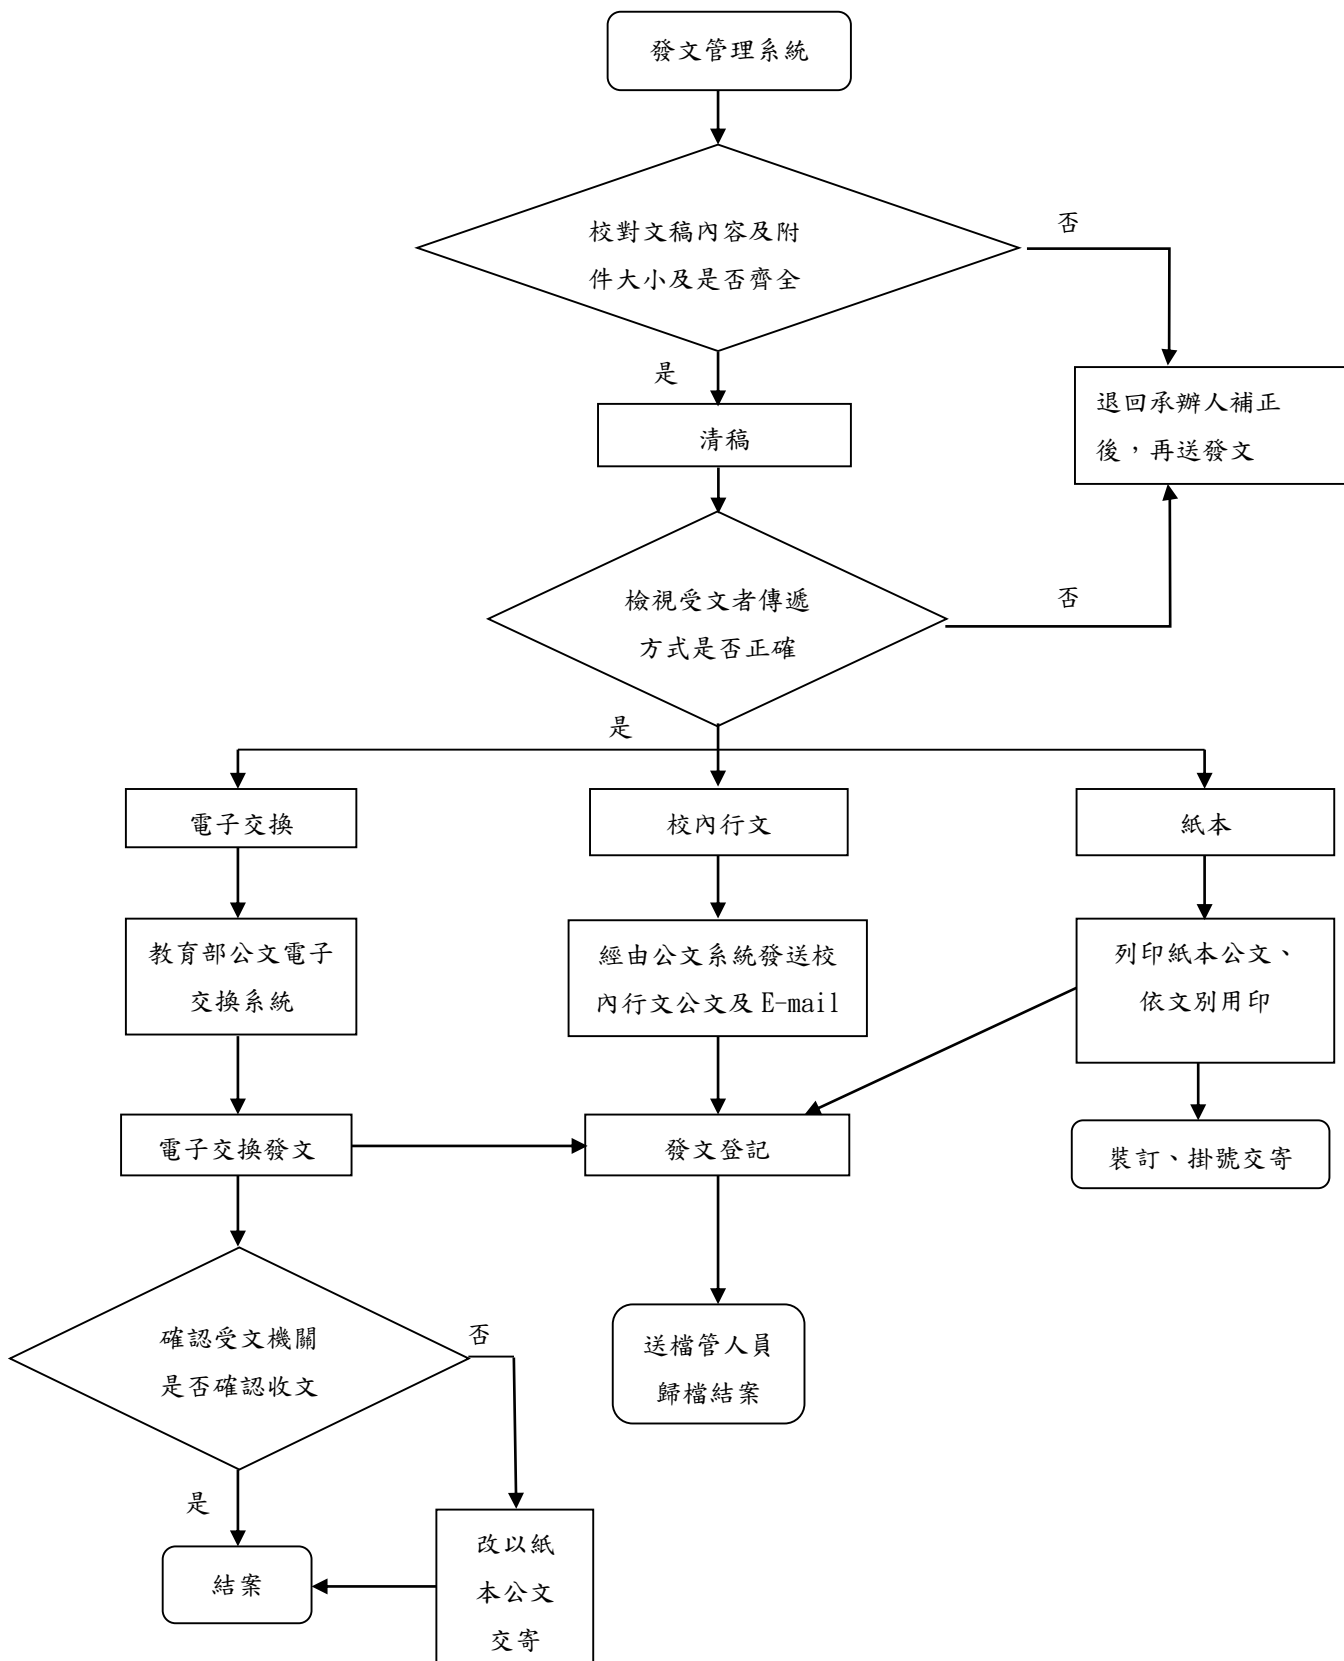 發文管理系統
校對文稿內容及附
件大小及是否齊全
否
是
退回承辦人補正
後，再送發文
清稿
檢視受文者傳遞
方式是否正確
否
是
電子交換
校內行文
紙本
教育部公文電子
交換系統
經由公文系統發送校
內行文公文及 E-mail
列印紙本公文、
依文別用印
電子交換發文
發文登記
裝訂、掛號交寄
確認受文機關
是否確認收文
否
是
送檔管人員
歸檔結案
結案
改以紙
本公文
交寄